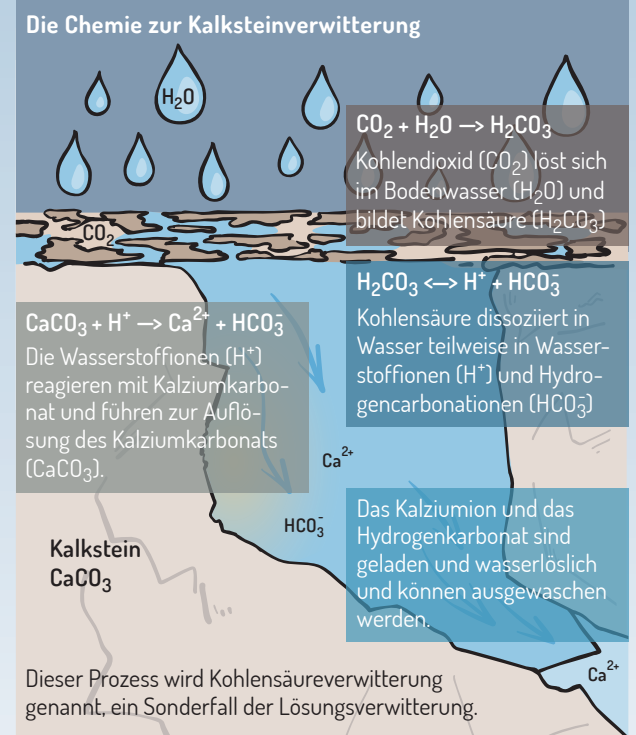 Die Chemie zur Kalksteinverwitterung
H₂O
CO₂ + H₂O –> H₂CO₃
Kohlendioxid (CO₂) löst sich
im Bodenwasser (H₂O) und
bildet Kohlensäure (H₂CO₃)
CO₂
H₂CO₃ <–> H⁺ + HCO₃⁻
Kohlensäure dissoziiert in
Wasser teilweise in Wasser-
stoffionen (H⁺) und Hydro-
gencarbonationen (HCO₃⁻)
CaCO₃ + H⁺ –> Ca²⁺ + HCO₃⁻
Die Wasserstoffionen (H⁺)
reagieren mit Kalziumkarbo-
nat und führen zur Auflö-
sung des Kalziumkarbonats
(CaCO₃).
Ca²⁺
HCO₃⁻
Das Kalziumion und das
Hydrogenkarbonat sind
geladen und wasserlöslich
und können ausgewaschen
werden.
Kalkstein
CaCO₃
Ca²⁺
Dieser Prozess wird Kohlensäureverwitterung
genannt, ein Sonderfall der Lösungsverwitterung.